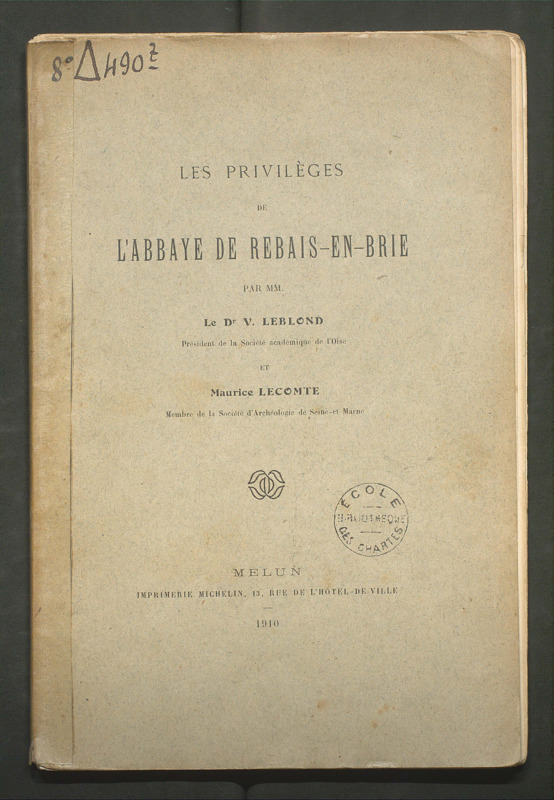 8° Δ 490 z
LES PRIVILÈGES
DE
L'ABBAYE DE REBAIS-EN-BRIE
PAR MM.
Le Dr V. LEBLOND
Président de la Société académique de l'Oise
ET
Maurice LECOMTE
Membre de la Société d'Archéologie de Seine-et Marne
ÉCOLE
BIBLIOTHÈQUE
DES CHARTES
MELUN
IMPRIMERIE MICHELIN, 13, RUE DE L'HÔTEL-DE-VILLE
1910